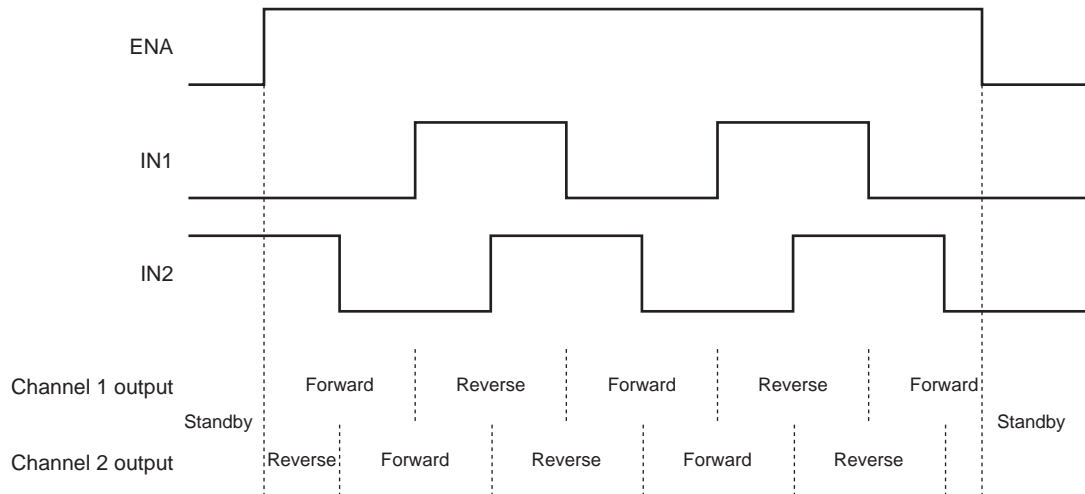 ENA
IN1
IN2
Channel 1 output Forward Reverse Forward Reverse Forward
Standby Standby
Channel 2 output Reverse Forward Reverse Forward Reverse